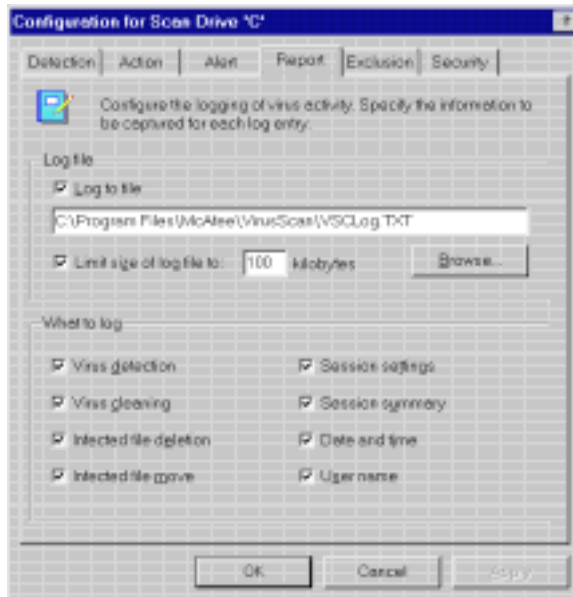 Configuration for Scan Drive 'C'
Detection Action Alert Report Exclusion Security
Configure the logging of virus activity. Specify the information to
be captured for each log entry.
Log file
Log to file
C:\Program Files\McAfee\VirusScan\VSCLog.TXT
Limit size of log file to: 100 kilobytes Browse...
What to log
Virus detection Session settings
Virus cleaning Session summary
Infected file deletion Date and time
Infected file move User name
OK Cancel Apply